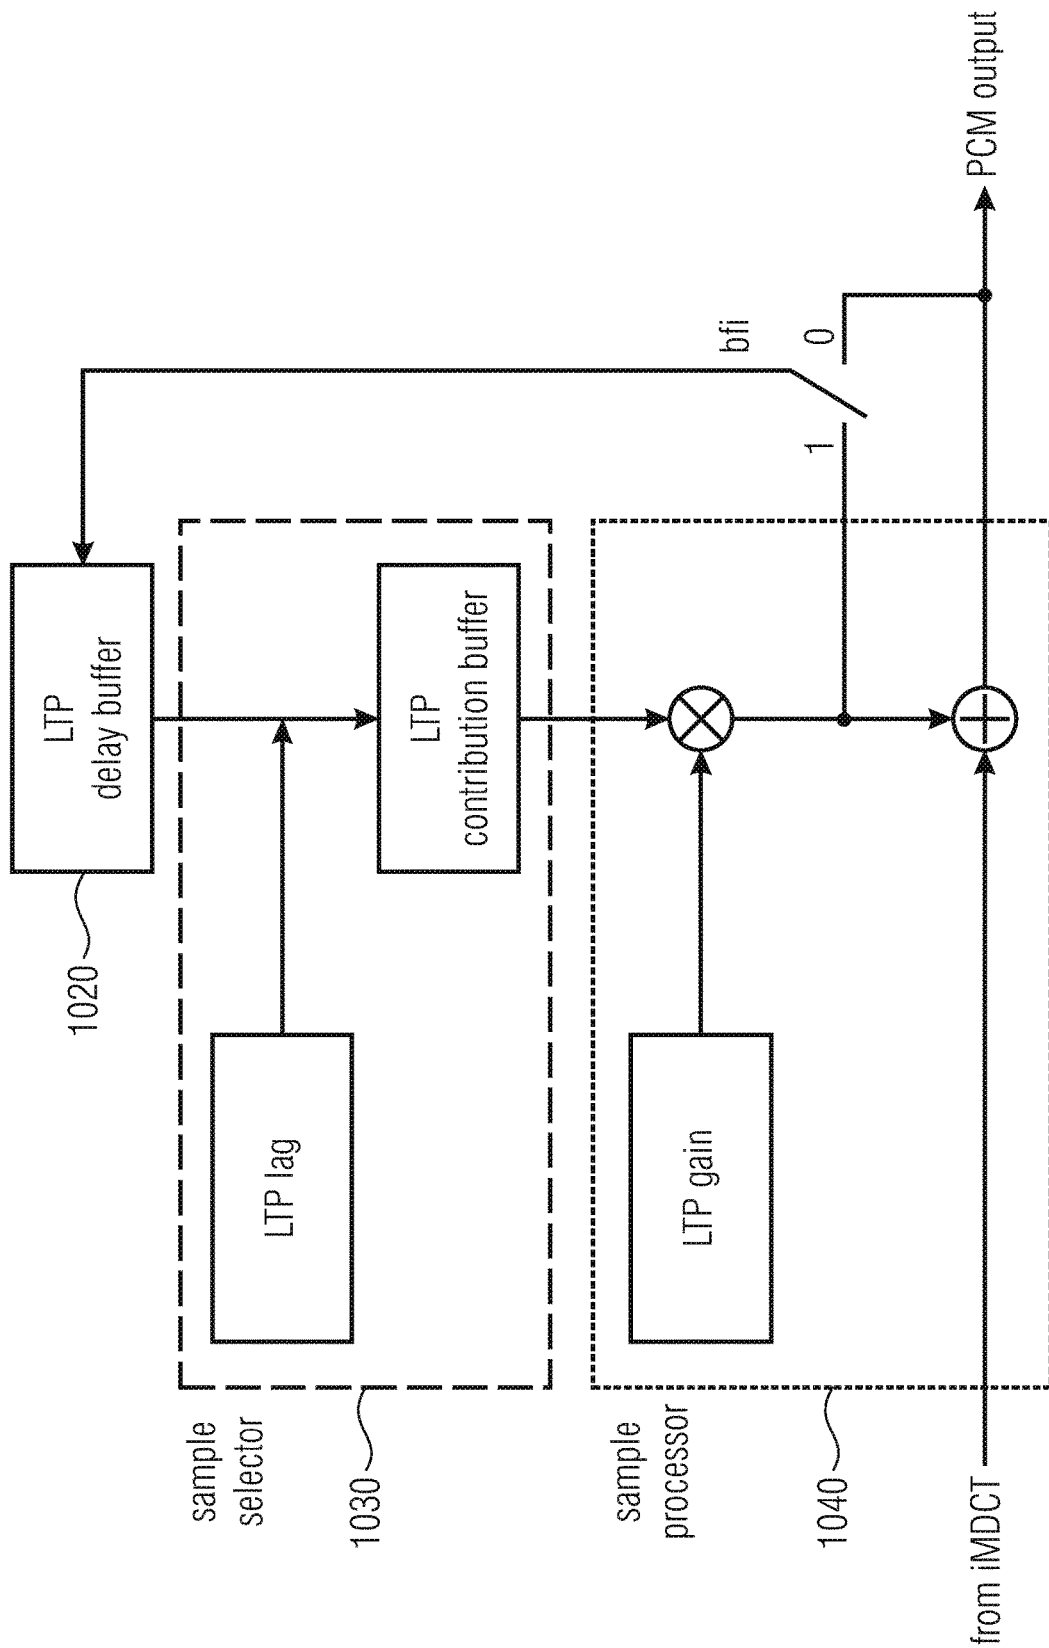 LTP
delay buffer
1020
LTP lag
LTP
contribution buffer
sample
selector
1030
bfi
1
0
LTP gain
sample
processor
1040
from iMDCT
PCM output